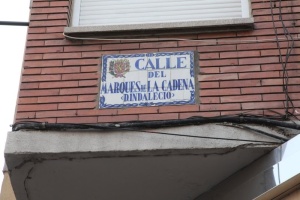 CALLE
DEL
MARQUES DE LA CADENA
(D INDALECIO)